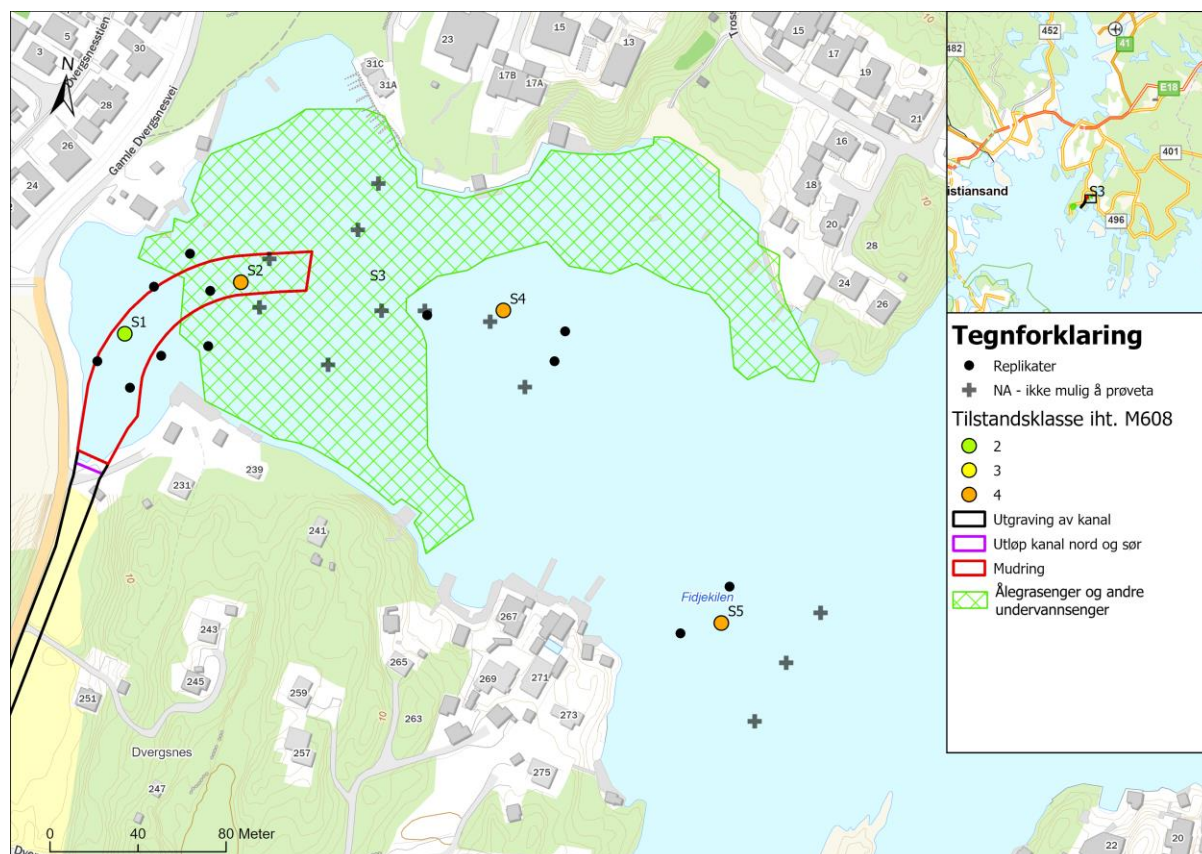 5
3
30
Dvergsnesstien
28
26
24
N
Gamle Dvergsnesvei
31C
31A
23
17B
17A
15
13
15
17
19
21
16
18
20
28
24
26
10
10
S1
S2
S3
S4
S5
Fidjekilen
239
231
241
243
245
251
247
Dvergsnes
10
10
259
257
265
263
267
269
271
273
275
22
20
0 40 80 Meter
452
41
482
E18
401
istiansand
S3
496
Tegnforklaring
Replikater
NA - ikke mulig å prøveta
Tilstandsklasse iht. M608
2
3
4
Utgraving av kanal
Utløp kanal nord og sør
Mudring
Ålegrasenger og andre
undervannsenger